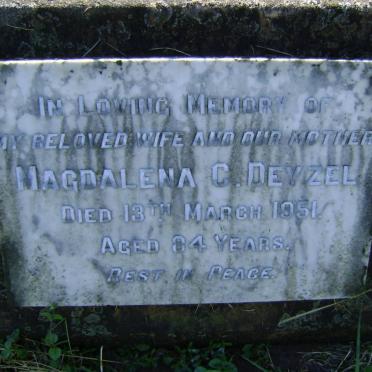 In Loving Memory of
my beloved wife and our mother
Magdalena C. Deyzel
Died 13th March 1951.
Aged 84 Years.
Rest in Peace.